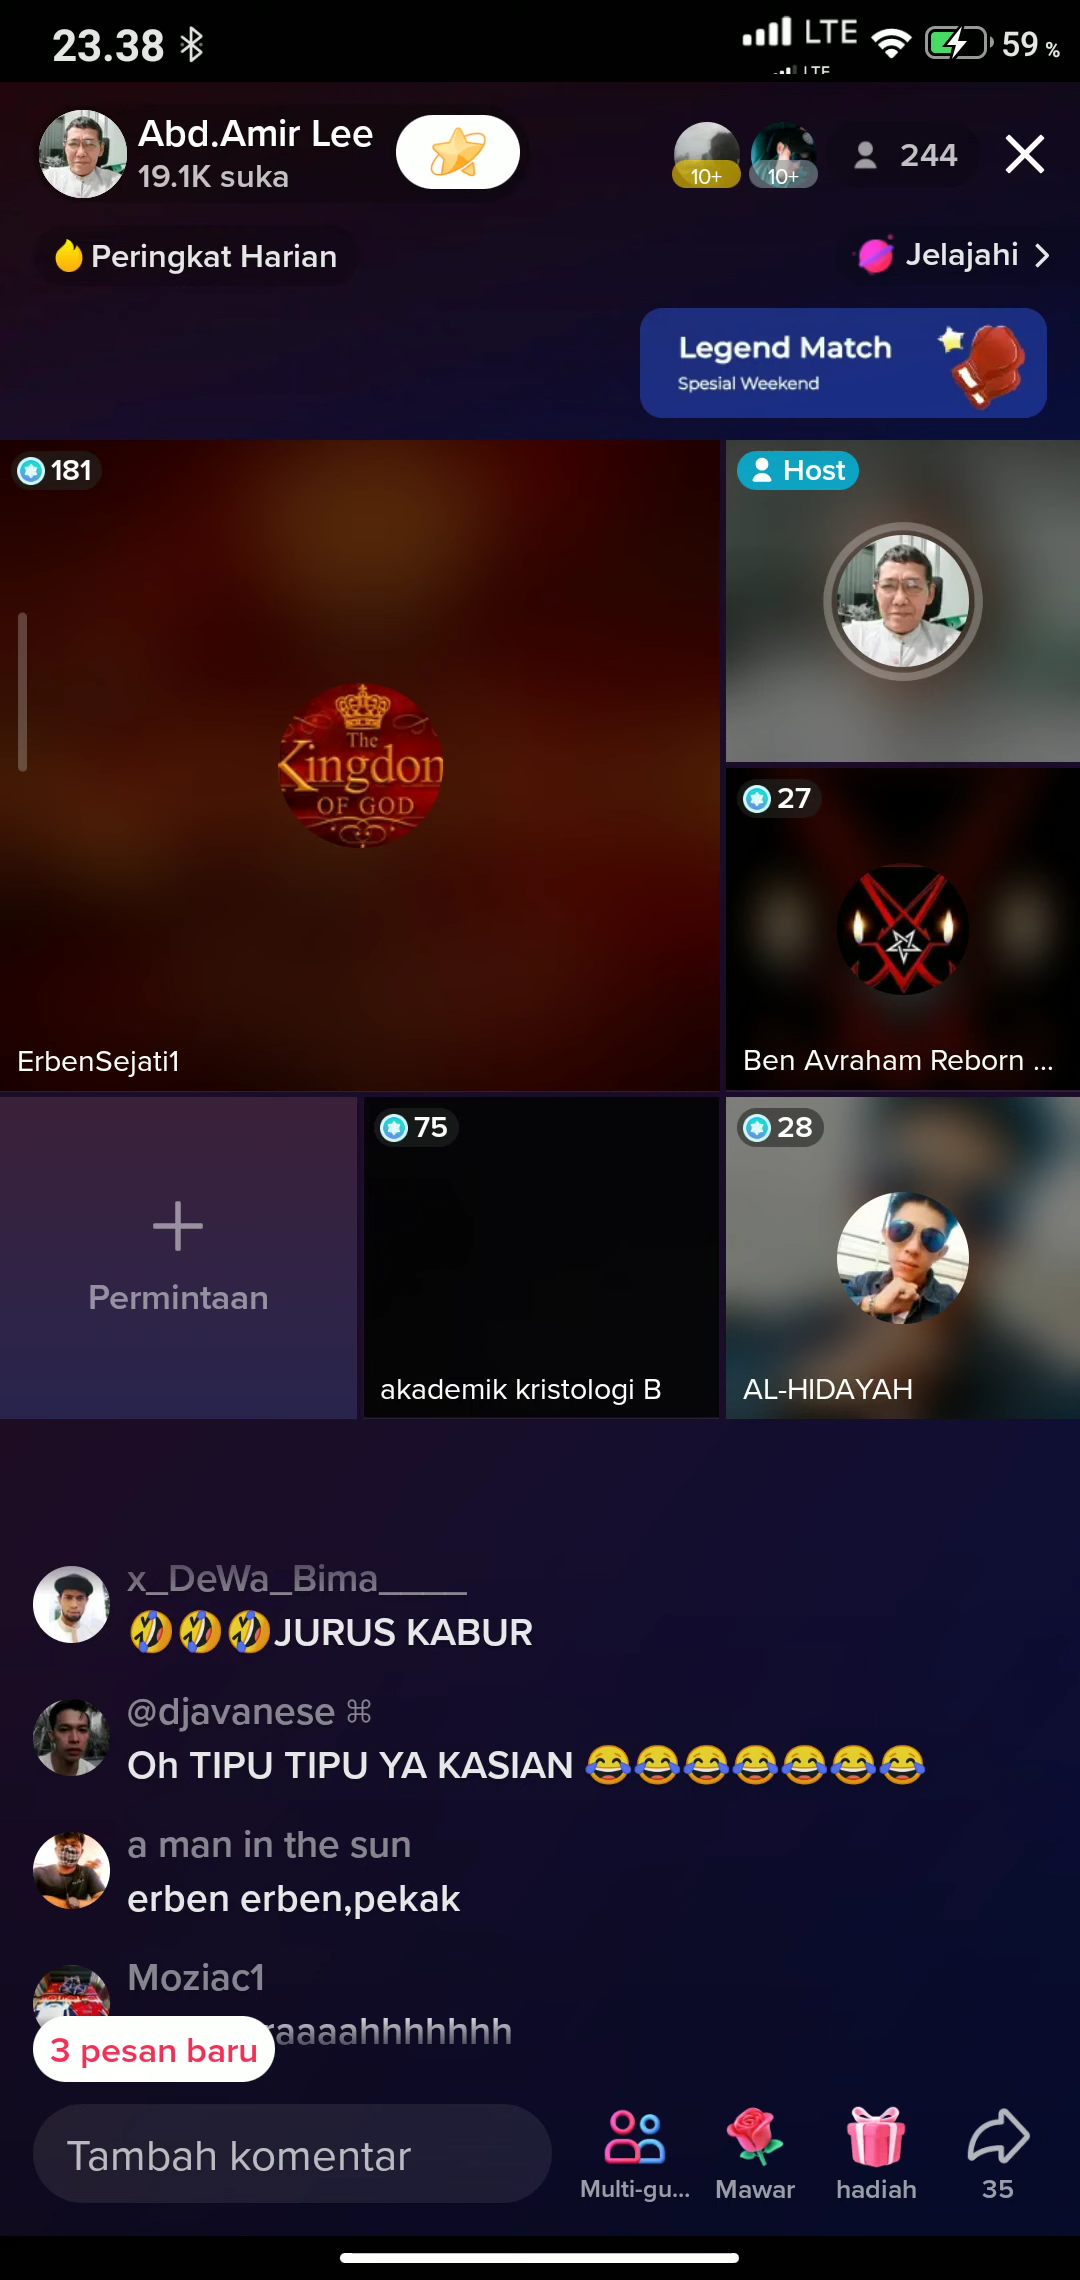 23.38
LTE
LTE
59 %
Abd.Amir Lee
19.1K suka
10+
10+
244
Peringkat Harian
Jelajahi
Legend Match
Spesial Weekend
181
Host
The
Kingdon
OF GOD
27
ErbenSejati1
Ben Avraham Reborn ...
75
28
Permintaan
akademik kristologi B
AL-HIDAYAH
x_DeWa_Bima____
🤣🤣🤣JURUS KABUR
@djavanese ⌘
Oh TIPU TIPU YA KASIAN 😂😂😂😂😂😂😂
a man in the sun
erben erben,pekak
Moziac1
3 pesan baru
Tambah komentar
Multi-gu...
Mawar
hadiah
35